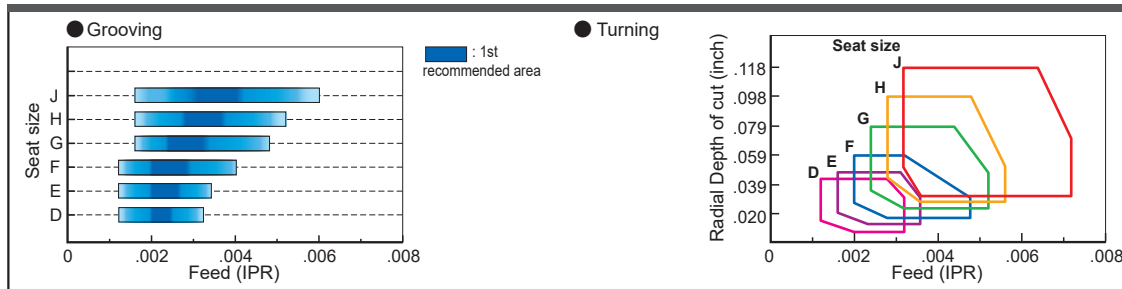 Grooving
: 1st
recommended area
Seat size
J
H
G
F
E
D
0
.002
.004
.006
.008
Feed (IPR)
Turning
Seat size
Radial Depth of cut (inch)
.118
.098
.079
.059
.039
.020
J
H
G
F
E
D
0
.002
.004
.006
.008
Feed (IPR)